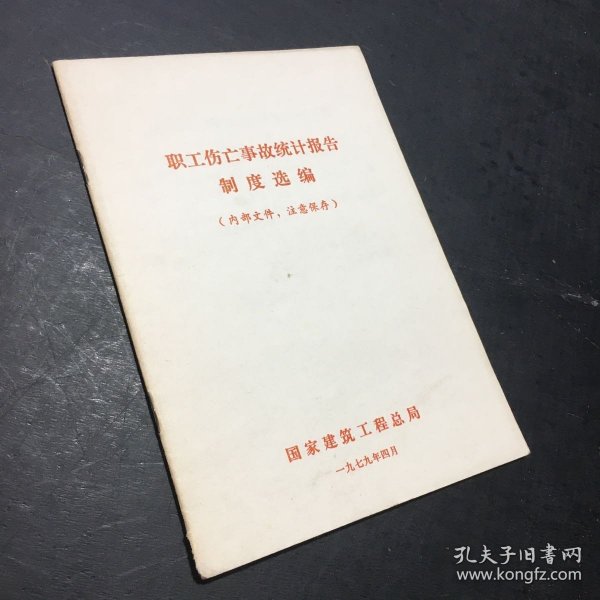 职工伤亡事故统计报告
制度选编
（内部文件，注意保存）
国家建筑工程总局
一九七九年四月
孔夫子旧書网
www.kongfz.com